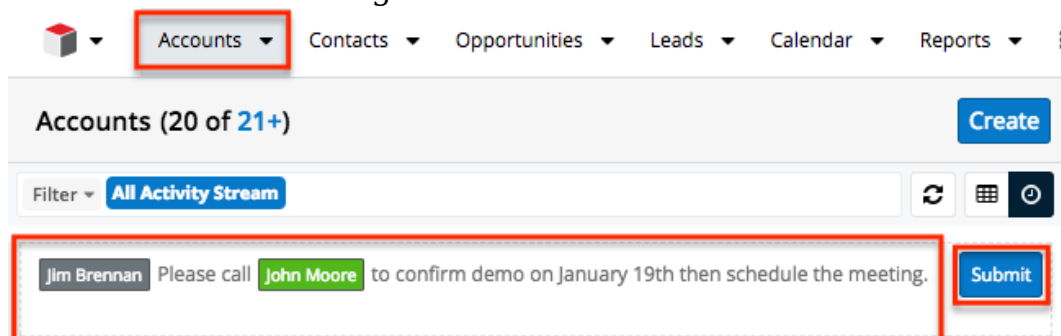 Accounts Contacts Opportunities Leads Calendar Reports
Accounts (20 of 21+) Create
Filter All Activity Stream
Jim Brennan Please call John Moore to confirm demo on January 19th then schedule the meeting. Submit